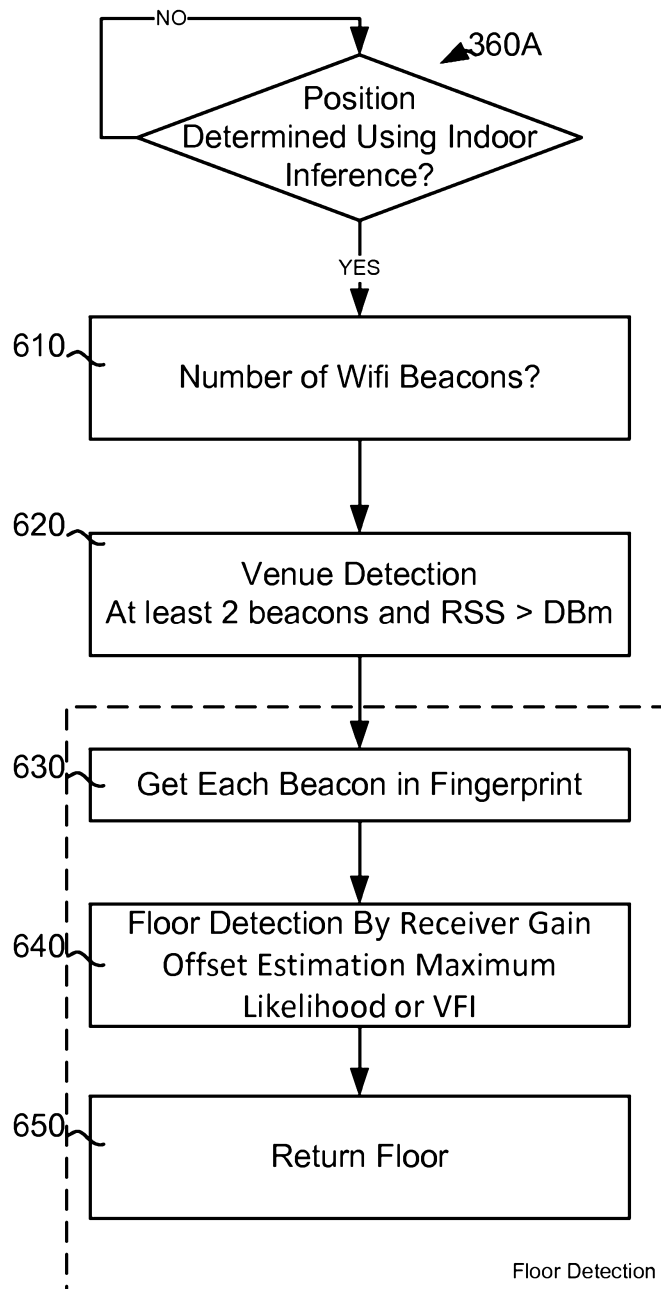 NO
360A
Position
Determined Using Indoor
Inference?
YES
610
Number of Wifi Beacons?
620
Venue Detection
At least 2 beacons and RSS > DBm
630
Get Each Beacon in Fingerprint
640
Floor Detection By Receiver Gain
Offset Estimation Maximum
Likelihood or VFI
650
Return Floor
Floor Detection